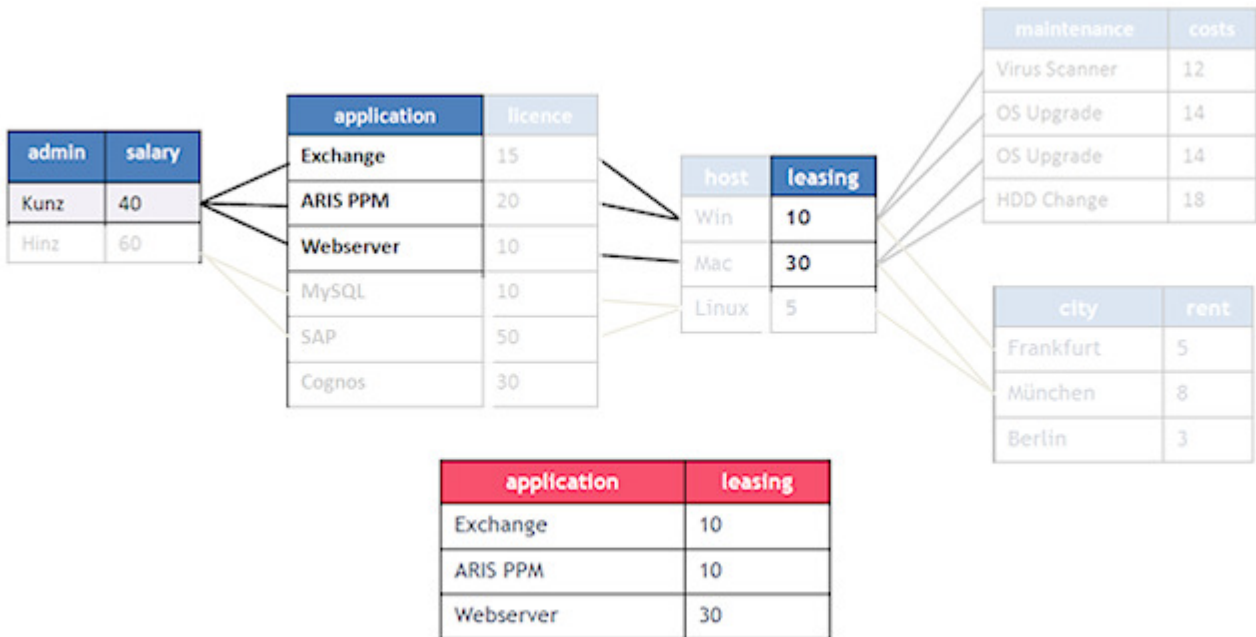 admin salary
Kunz 40
Hinz 60
application licence
Exchange 15
ARIS PPM 20
Webserver 10
MySQL 10
SAP 50
Cognos 30
host leasing
Win 10
Mac 30
Linux 5
maintenance costs
Virus Scanner 12
OS Upgrade 14
OS Upgrade 14
HDD Change 18
city rent
Frankfurt 5
München 8
Berlin 3
application leasing
Exchange 10
ARIS PPM 10
Webserver 30